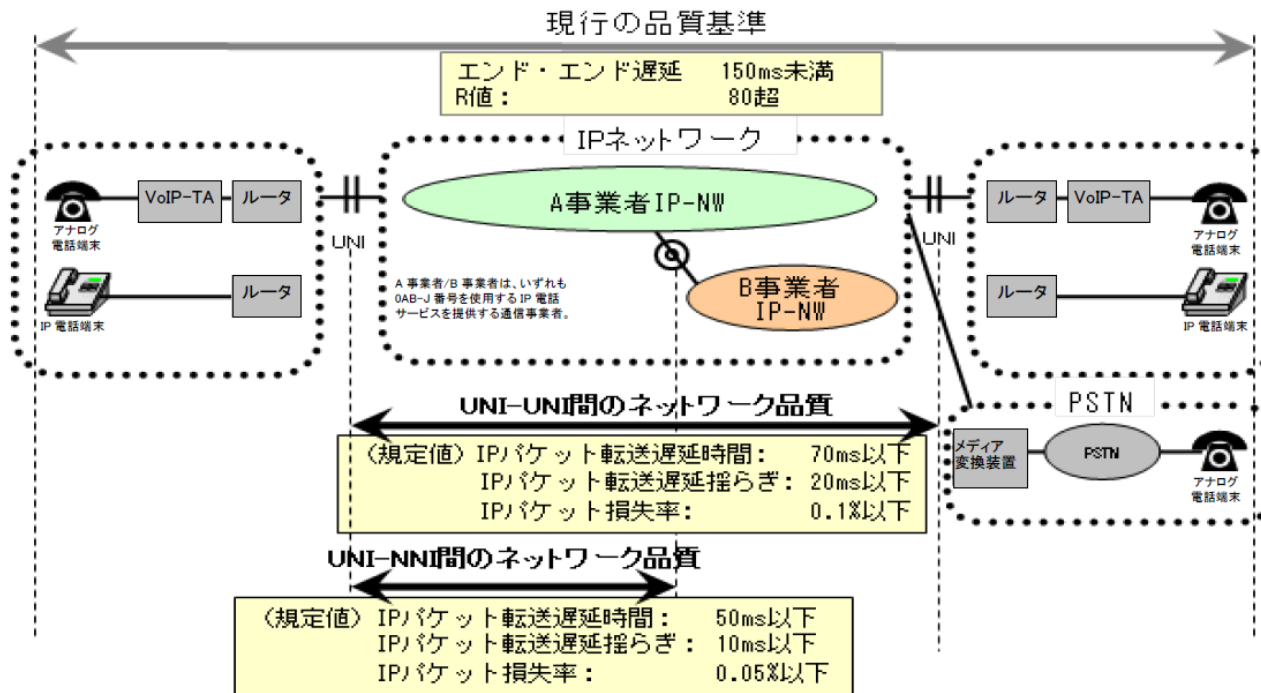 現行の品質基準
エンド・エンド遅延 150ms未満
R値： 80超
IPネットワーク
VoIP-TA
ルータ
アナログ
電話端末
ルータ
IP 電話端末
UNI
A事業者IP-NW
B事業者
IP-NW
A 事業者/B 事業者は、いずれも
0AB-J 番号を使用する IP 電話
サービスを提供する通信事業者。
UNI
ルータ
VoIP-TA
アナログ
電話端末
ルータ
IP 電話端末
PSTN
メディア
変換装置
PSTN
アナログ
電話端末
UNI-UNI間のネットワーク品質
（規定値）IPパケット転送遅延時間： 70ms以下
IPパケット転送遅延揺らぎ： 20ms以下
IPパケット損失率： 0.1%以下
UNI-NNI間のネットワーク品質
（規定値）IPパケット転送遅延時間： 50ms以下
IPパケット転送遅延揺らぎ： 10ms以下
IPパケット損失率： 0.05%以下